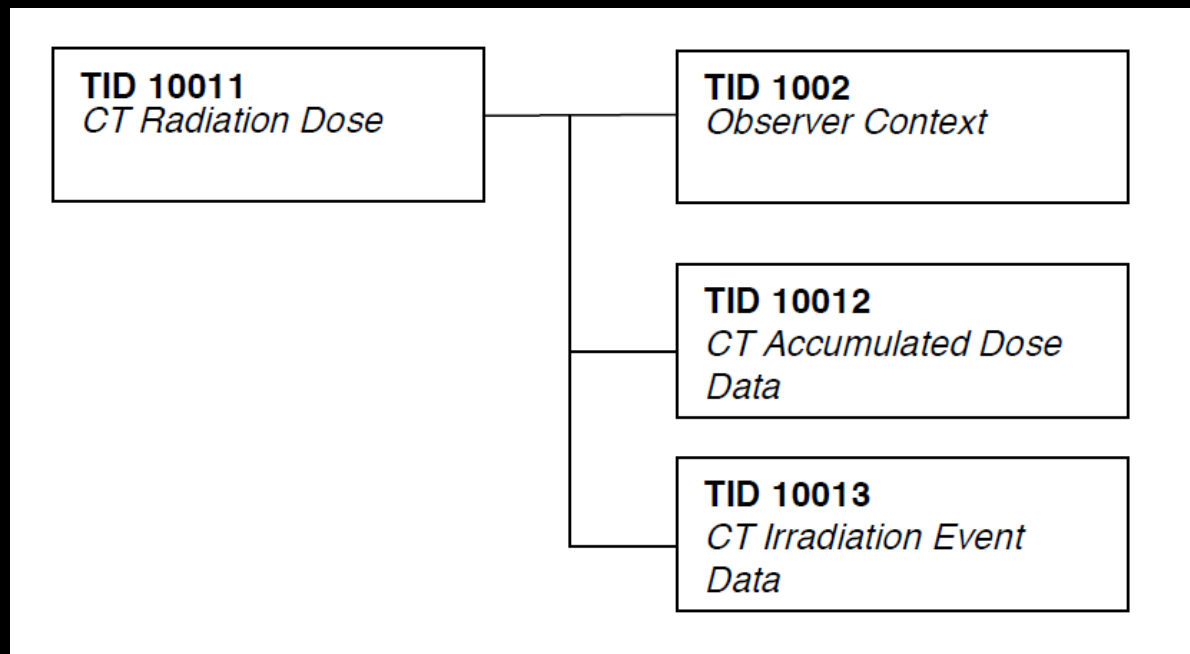 TID 10011
CT Radiation Dose
TID 1002
Observer Context
TID 10012
CT Accumulated Dose
Data
TID 10013
CT Irradiation Event
Data